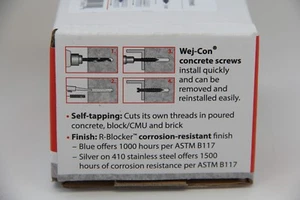 Wej-Con®
concrete screws
install quickly
and can be
removed and
reinstalled easily.
• Self-tapping: Cuts its own threads in poured
concrete, block/CMU and brick
• Finish: R-Blocker™ corrosion-resistant finish
– Blue offers 1000 hours per ASTM B117
– Silver on 410 stainless steel offers 1500
hours of corrosion resistance per ASTM B117